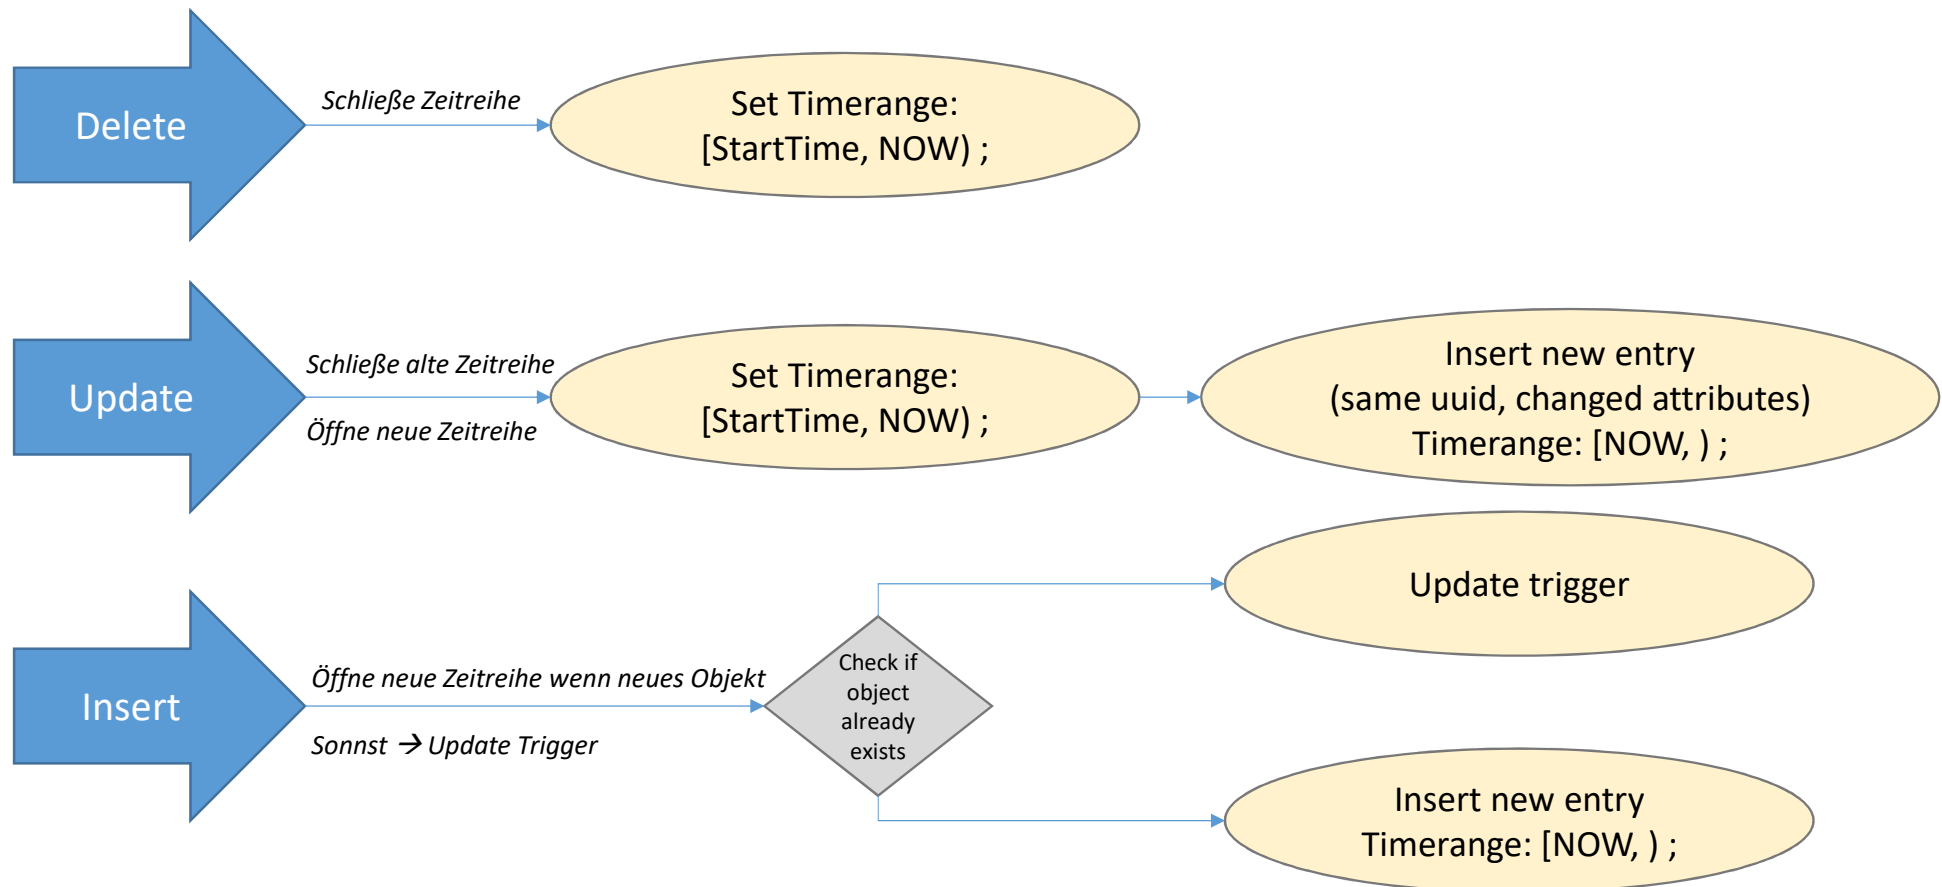 Delete
Schließe Zeitreihe
Set Timerange:
[StartTime, NOW) ;
Update
Schließe alte Zeitreihe
Öffne neue Zeitreihe
Set Timerange:
[StartTime, NOW) ;
Insert new entry
(same uuid, changed attributes)
Timerange: [NOW, ) ;
Insert
Öffne neue Zeitreihe wenn neues Objekt
Sonnst → Update Trigger
Check if
object
already
exists
Update trigger
Insert new entry
Timerange: [NOW, ) ;